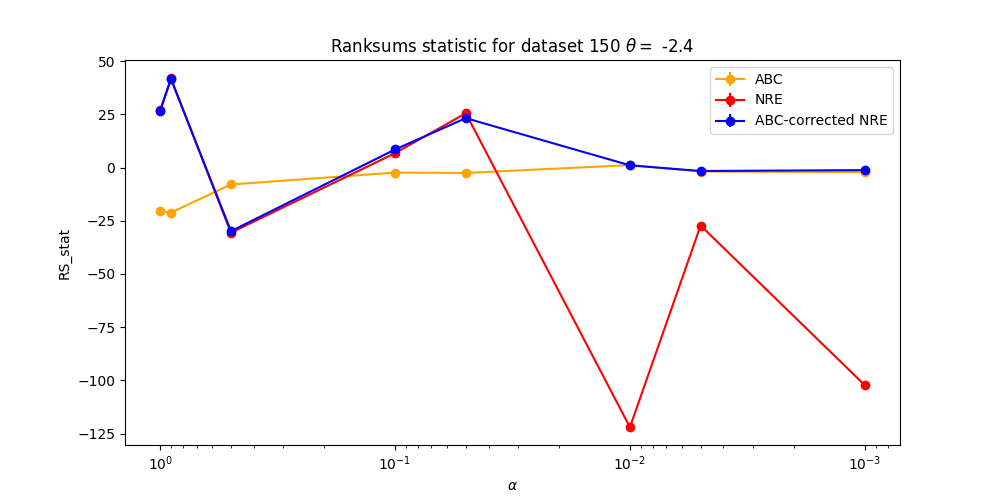 Ranksums statistic for dataset 150 θ = -2.4
ABC
NRE
ABC-corrected NRE
RS_stat
50
25
0
−25
−50
−75
−100
−125
10⁰
10⁻¹
10⁻²
10⁻³
α